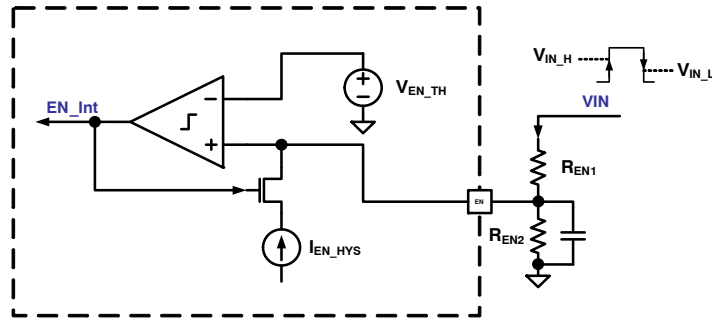 V_IN_H
V_IN_L
EN_Int
V_EN_TH
VIN
−
+
−
+
R_EN1
EN
R_EN2
I_EN_HYS